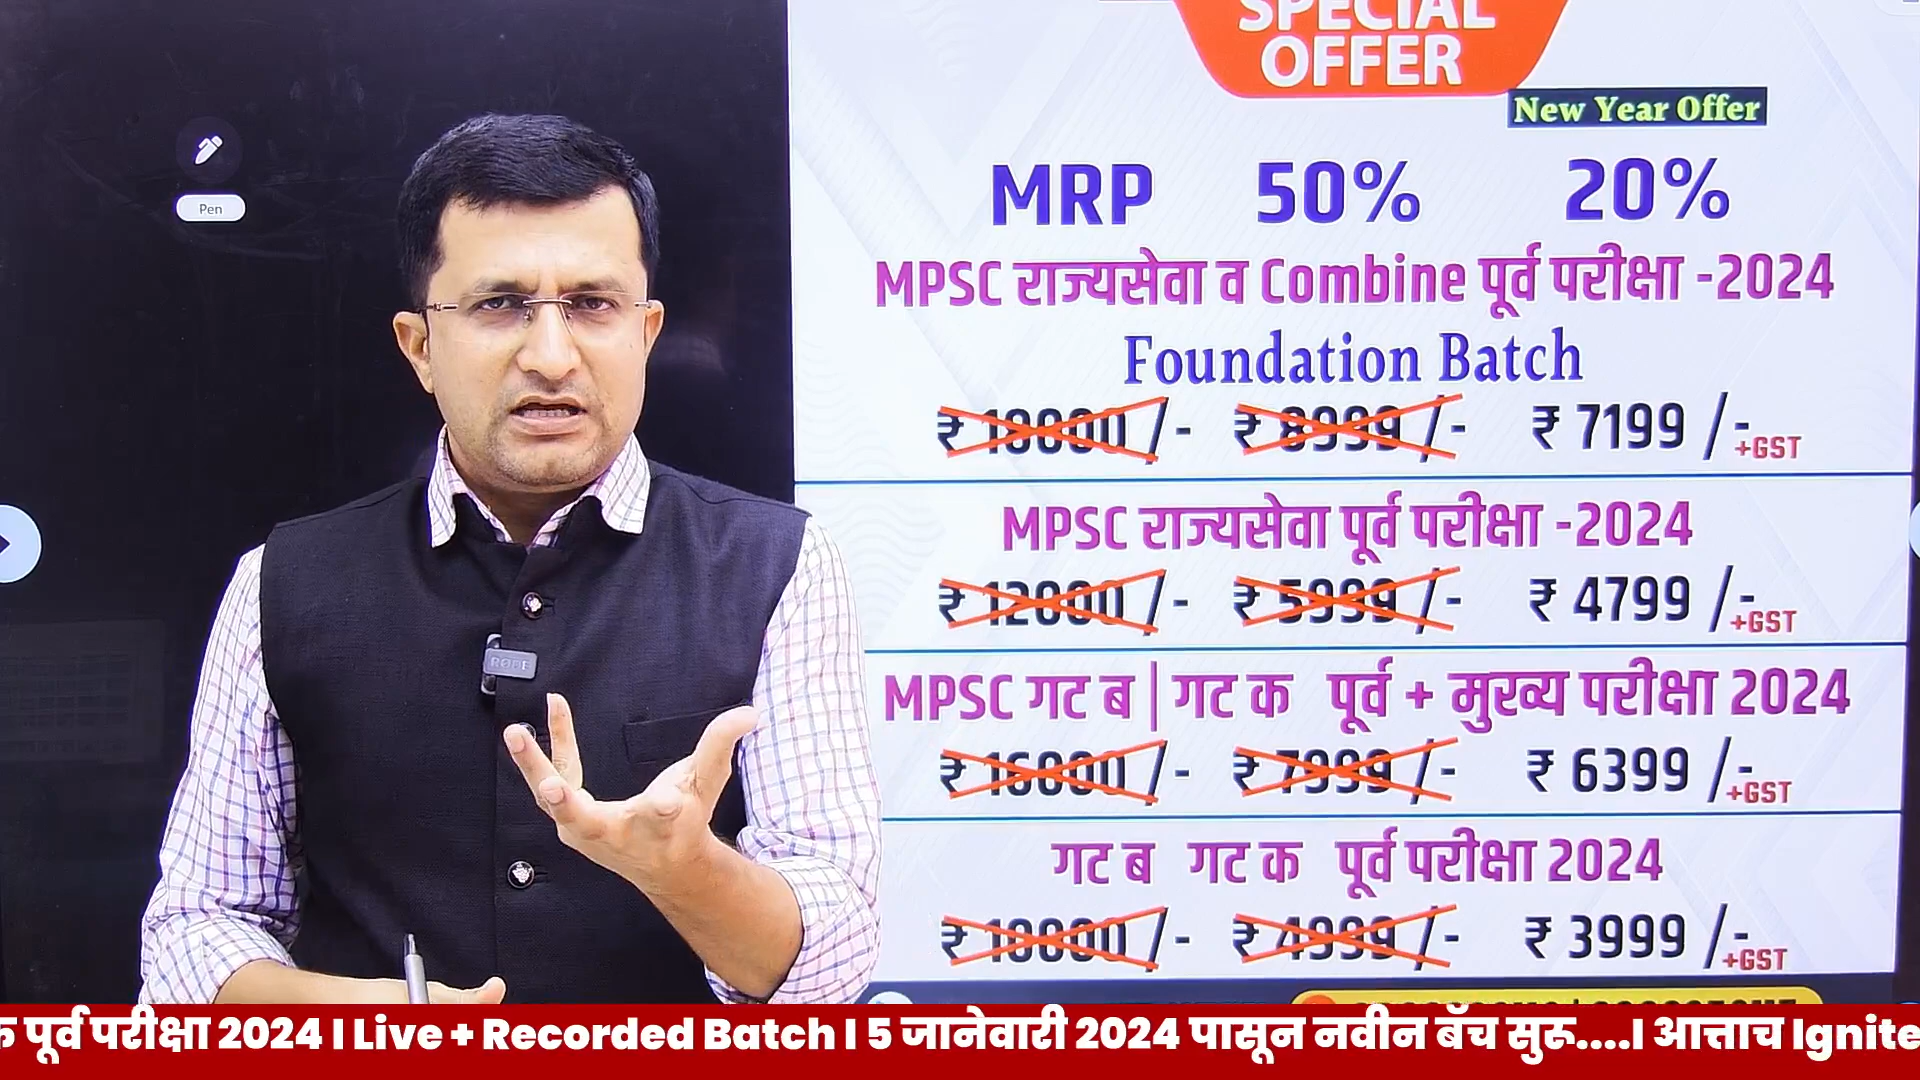 SPECIAL
OFFER
New Year Offer
Pen
MRP 50% 20%
MPSC राज्यसेवा व Combine पूर्व परीक्षा -2024
Foundation Batch
₹ 18000 /- ₹ 8999 /- ₹ 7199 /- +GST
MPSC राज्यसेवा पूर्व परीक्षा -2024
₹ 12000 /- ₹ 5999 /- ₹ 4799 /- +GST
MPSC गट ब | गट क पूर्व + मुख्य परीक्षा 2024
₹ 16000 /- ₹ 7999 /- ₹ 6399 /- +GST
RODE
गट ब गट क पूर्व परीक्षा 2024
₹ 10000 /- ₹ 4999 /- ₹ 3999 /- +GST
क पूर्व परीक्षा 2024 I Live + Recorded Batch I 5 जानेवारी 2024 पासून नवीन बॅच सुरू....I आत्ताच Ignite